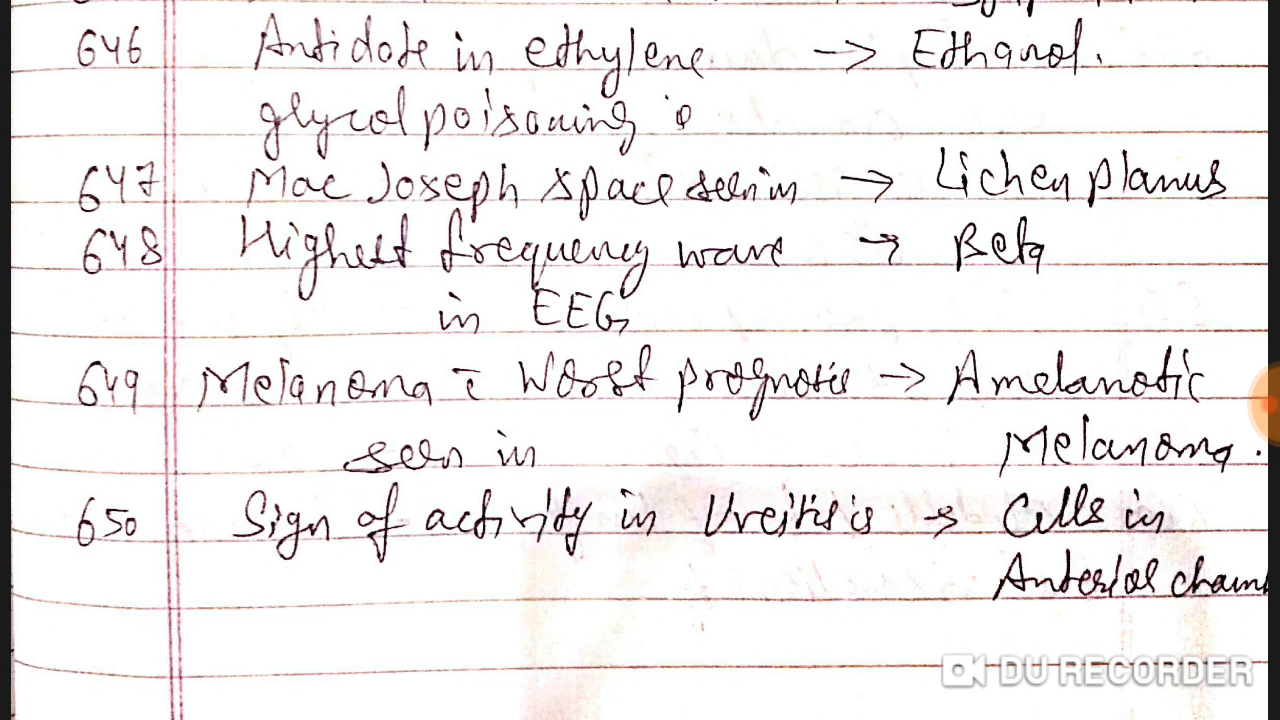 646 Antidote in ethylene → Ethanol.
glycol poisoning is
647 Mac Joseph space seen in → Lichen planus
648 Highest frequency wave → Beta
in EEG
649 Melanoma c̄ Worst prognosis → Amelanotic
seen in Melanoma.
650 Sign of activity in Uveitis is → Cells in
Anterior cham
DU RECORDER